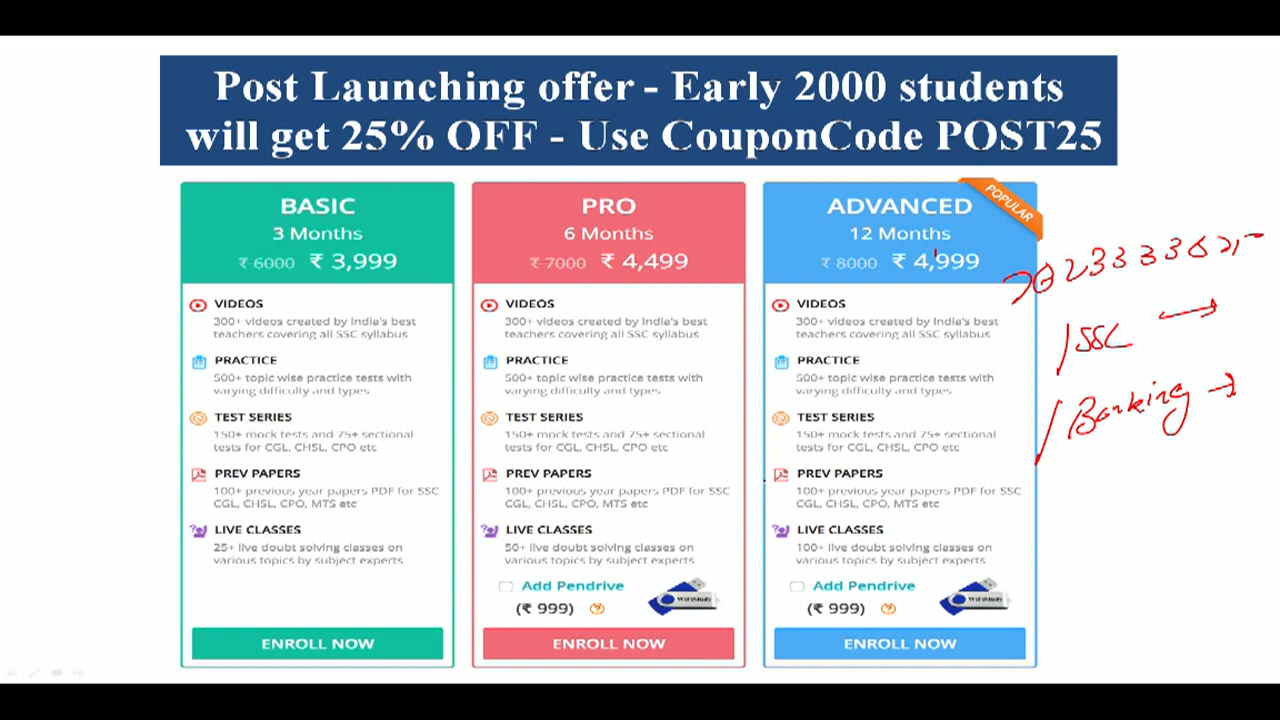 Post Launching offer - Early 2000 students
will get 25% OFF - Use CouponCode POST25
BASIC
3 Months
₹ 6000 ₹ 3,999
VIDEOS
300+ videos created by India's best
teachers covering all SSC syllabus
PRACTICE
500+ topic wise practice tests with
varying difficulty and types
TEST SERIES
150+ mock tests and 75+ sectional
tests for CGL, CHSL, CPO etc
PREV PAPERS
100+ previous year papers PDF for SSC
CGL, CHSL, CPO, MTS etc
LIVE CLASSES
25+ live doubt solving classes on
various topics by subject experts
ENROLL NOW
PRO
6 Months
₹ 7000 ₹ 4,499
VIDEOS
300+ videos created by India's best
teachers covering all SSC syllabus
PRACTICE
500+ topic wise practice tests with
varying difficulty and types
TEST SERIES
150+ mock tests and 75+ sectional
tests for CGL, CHSL, CPO etc
PREV PAPERS
100+ previous year papers PDF for SSC
CGL, CHSL, CPO, MTS etc
LIVE CLASSES
50+ live doubt solving classes on
various topics by subject experts
Add Pendrive
(₹ 999)
ENROLL NOW
POPULAR
ADVANCED
12 Months
₹ 8000 ₹ 4,999
VIDEOS
300+ videos created by India's best
teachers covering all SSC syllabus
PRACTICE
500+ topic wise practice tests with
varying difficulty and types
TEST SERIES
150+ mock tests and 75+ sectional
tests for CGL, CHSL, CPO etc
PREV PAPERS
100+ previous year papers PDF for SSC
CGL, CHSL, CPO, MTS etc
LIVE CLASSES
100+ live doubt solving classes on
various topics by subject experts
Add Pendrive
(₹ 999)
ENROLL NOW
SSC
Banking